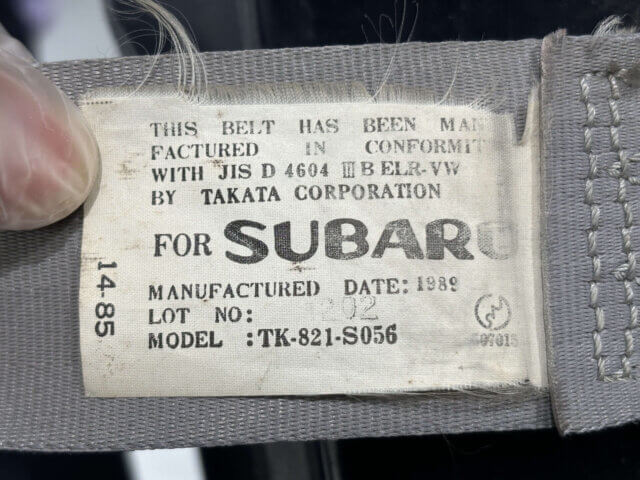 THIS BELT HAS BEEN MAN
FACTURED IN CONFORMIT
WITH JIS D 4604 III B ELR-VW
BY TAKATA CORPORATION
FOR SUBARU
MANUFACTURED DATE: 1989
LOT NO: 202
MODEL :TK-821-S056
14-85